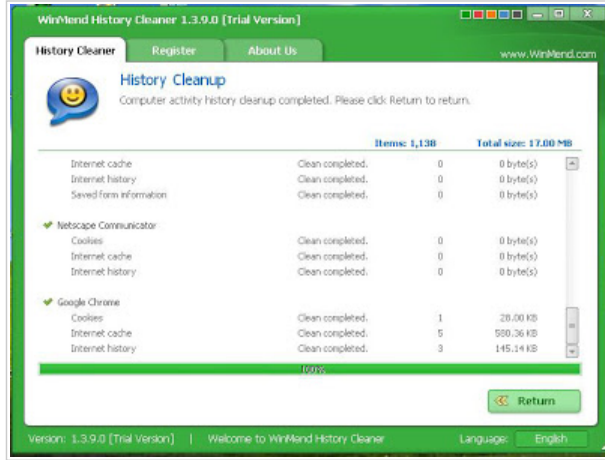 WinMend History Cleaner 1.3.9.0 [Trial Version]
History Cleaner Register About Us www.WinMend.com
History Cleanup
Computer activity history cleanup completed. Please click Return to return.
Items: 1,138 Total size: 17.00 MB
Internet cache Clean completed. 0 0 byte(s)
Internet history Clean completed. 0 0 byte(s)
Saved form information Clean completed. 0 0 byte(s)
Netscape Communicator
Cookies Clean completed. 0 0 byte(s)
Internet cache Clean completed. 0 0 byte(s)
Internet history Clean completed. 0 0 byte(s)
Google Chrome
Cookies Clean completed. 1 28.00 KB
Internet cache Clean completed. 5 580.36 KB
Internet history Clean completed. 3 145.14 KB
100%
Return
Version: 1.3.9.0 [Trial Version] | Welcome to WinMend History Cleaner Language: English